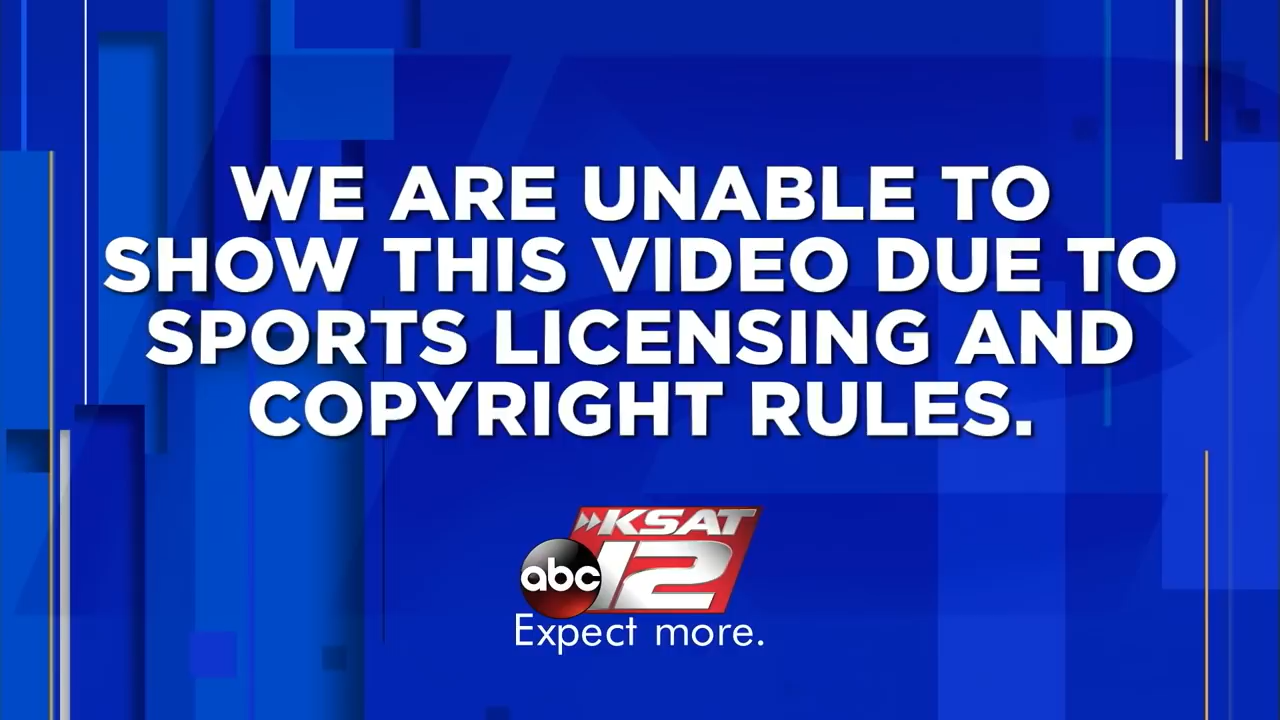 WE ARE UNABLE TO
SHOW THIS VIDEO DUE TO
SPORTS LICENSING AND
COPYRIGHT RULES.
KSAT
abc 12
Expect more.